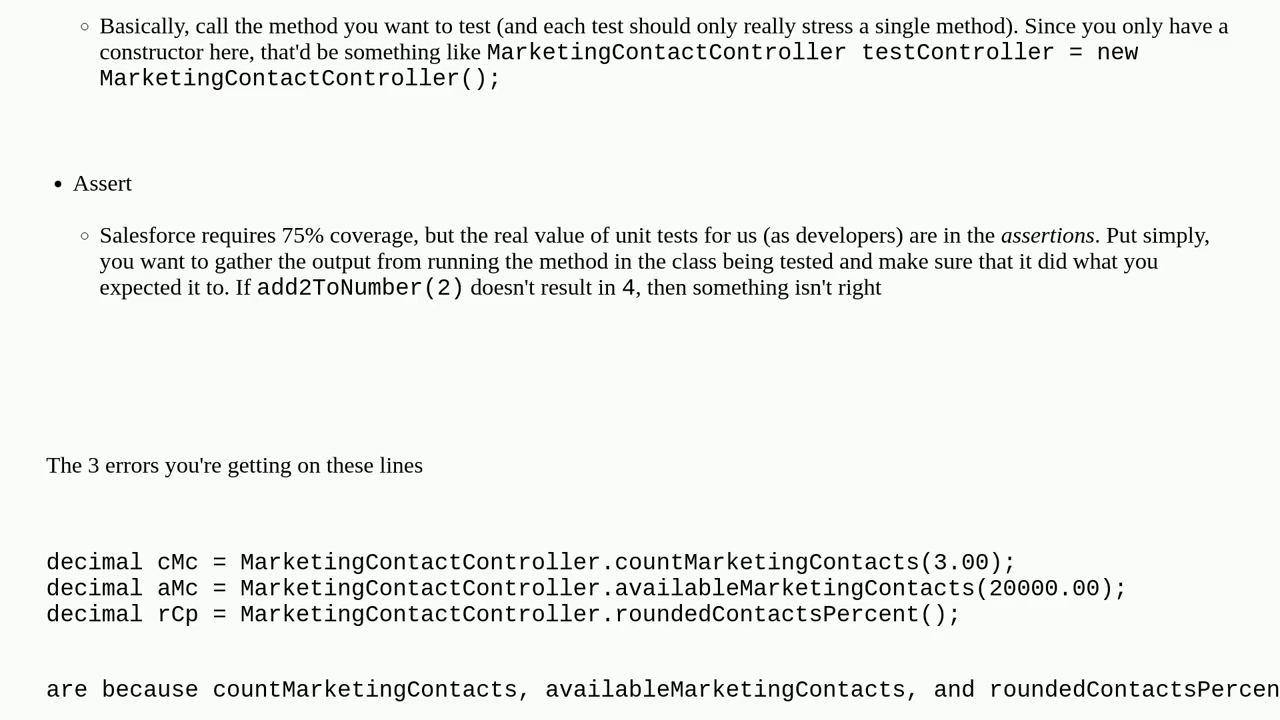 Basically, call the method you want to test (and each test should only really stress a single method). Since you only have a
constructor here, that'd be something like MarketingContactController testController = new
MarketingContactController();
Assert
Salesforce requires 75% coverage, but the real value of unit tests for us (as developers) are in the assertions. Put simply,
you want to gather the output from running the method in the class being tested and make sure that it did what you
expected it to. If add2ToNumber(2) doesn't result in 4, then something isn't right
The 3 errors you're getting on these lines
decimal cMc = MarketingContactController.countMarketingContacts(3.00);
decimal aMc = MarketingContactController.availableMarketingContacts(20000.00);
decimal rCp = MarketingContactController.roundedContactsPercent();
are because countMarketingContacts, availableMarketingContacts, and roundedContactsPercen